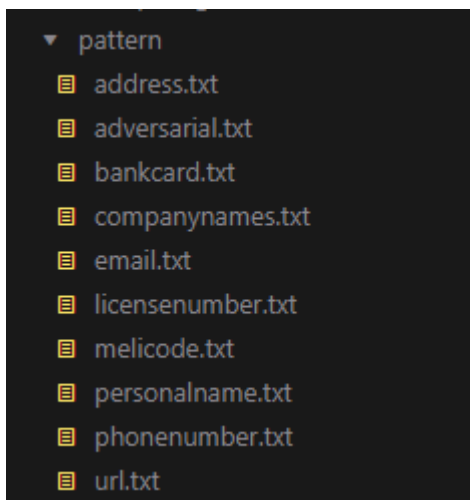 pattern
address.txt
adversarial.txt
bankcard.txt
companynames.txt
email.txt
licensenumber.txt
melicode.txt
personalname.txt
phonenumber.txt
url.txt